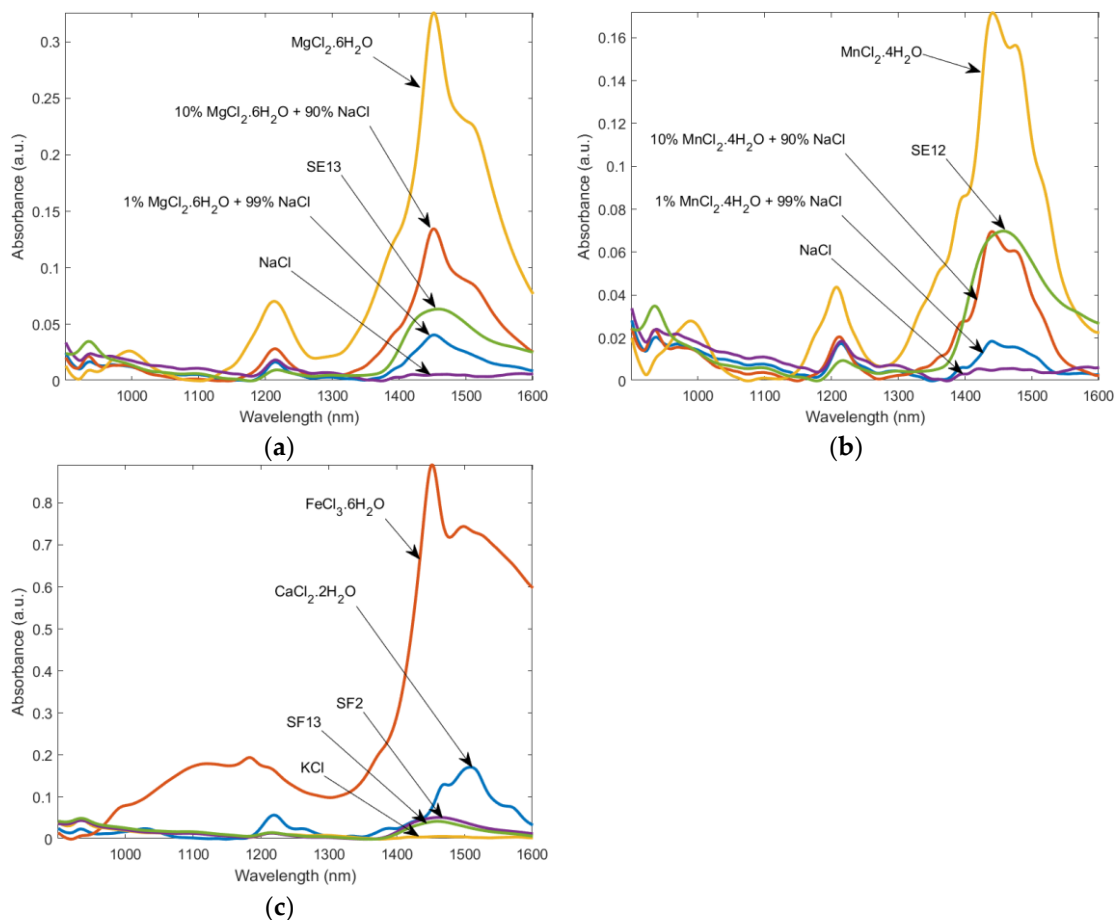 MgCl2.6H2O
10% MgCl2.6H2O + 90% NaCl
SE13
1% MgCl2.6H2O + 99% NaCl
NaCl
Absorbance (a.u.)
0.3
0.25
0.2
0.15
0.1
0.05
0
1000 1100 1200 1300 1400 1500 1600
Wavelength (nm)
(a)
MnCl2.4H2O
10% MnCl2.4H2O + 90% NaCl
SE12
1% MnCl2.4H2O + 99% NaCl
NaCl
Absorbance (a.u.)
0.16
0.14
0.12
0.1
0.08
0.06
0.04
0.02
0
1000 1100 1200 1300 1400 1500 1600
Wavelength (nm)
(b)
FeCl3.6H2O
CaCl2.2H2O
SF2
SF13
KCl
Absorbance (a.u.)
0.8
0.7
0.6
0.5
0.4
0.3
0.2
0.1
0
1000 1100 1200 1300 1400 1500 1600
Wavelength (nm)
(c)